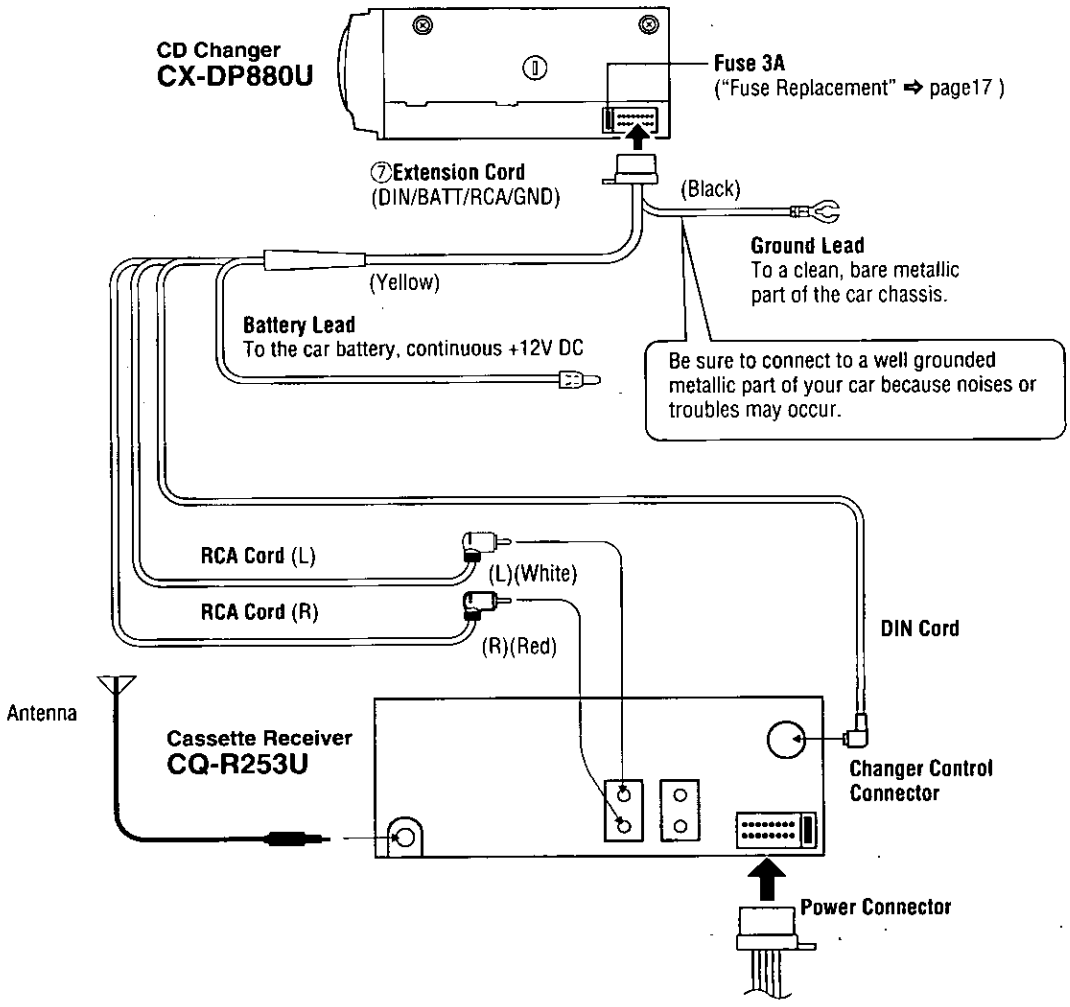 CD Changer
CX-DP880U
Fuse 3A
("Fuse Replacement" ➾ page17 )
⑦Extension Cord
(DIN/BATT/RCA/GND)
(Black)
Ground Lead
To a clean, bare metallic
part of the car chassis.
(Yellow)
Battery Lead
To the car battery, continuous +12V DC
Be sure to connect to a well grounded
metallic part of your car because noises or
troubles may occur.
RCA Cord (L)
(L)(White)
RCA Cord (R)
(R)(Red)
DIN Cord
Antenna
Cassette Receiver
CQ-R253U
Changer Control
Connector
Power Connector